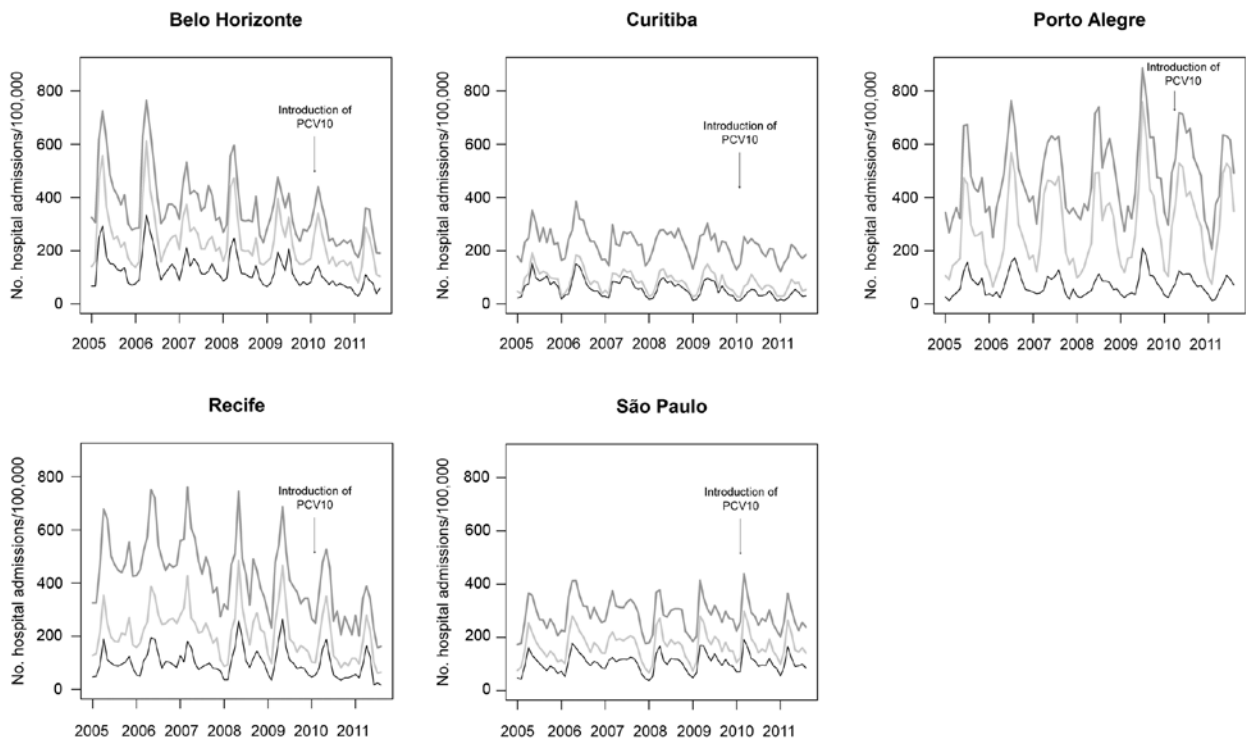 Belo Horizonte
No. hospital admissions/100,000
800
600
400
200
0
Introduction of
PCV10
2005 2006 2007 2008 2009 2010 2011
Curitiba
No. hospital admissions/100,000
800
600
400
200
0
Introduction of
PCV10
2005 2006 2007 2008 2009 2010 2011
Porto Alegre
No. hospital admissions/100,000
800
600
400
200
0
Introduction of
PCV10
2005 2006 2007 2008 2009 2010 2011
Recife
No. hospital admissions/100,000
800
600
400
200
0
Introduction of
PCV10
2005 2006 2007 2008 2009 2010 2011
São Paulo
No. hospital admissions/100,000
800
600
400
200
0
Introduction of
PCV10
2005 2006 2007 2008 2009 2010 2011